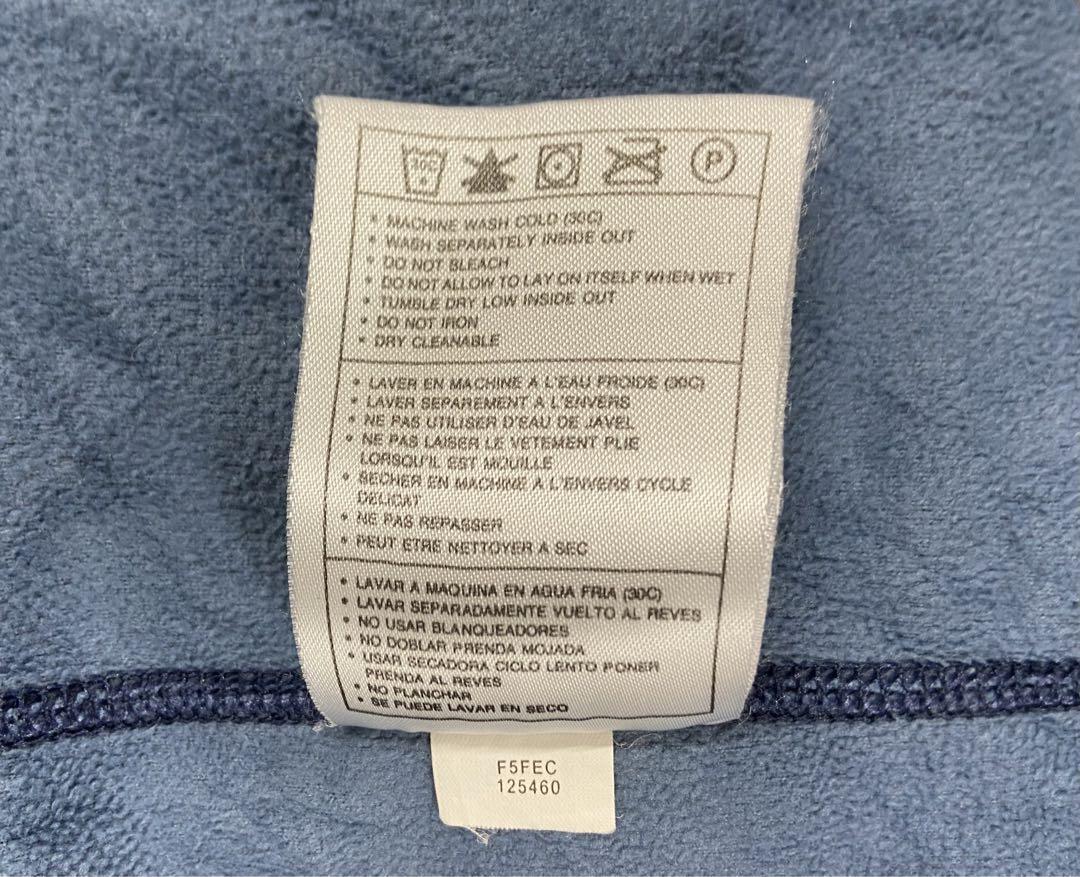 P
• MACHINE WASH COLD (30C)
• WASH SEPARATELY INSIDE OUT
• DO NOT BLEACH
• DO NOT ALLOW TO LAY ON ITSELF WHEN WET
• TUMBLE DRY LOW INSIDE OUT
• DO NOT IRON
• DRY CLEANABLE
• LAVER EN MACHINE A L'EAU FROIDE (30C)
• LAVER SEPAREMENT A L'ENVERS
• NE PAS UTILISER D'EAU DE JAVEL
• NE PAS LAISER LE VETEMENT PLIE
LORSQU'IL EST MOUILLE
• SECHER EN MACHINE A L'ENVERS CYCLE
DELICAT
• NE PAS REPASSER
• PEUT ETRE NETTOYER A SEC
• LAVAR A MAQUINA EN AGUA FRIA (30C)
• LAVAR SEPARADAMENTE VUELTO AL REVES
• NO USAR BLANQUEADORES
• NO DOBLAR PRENDA MOJADA
• USAR SECADORA CICLO LENTO PONER
PRENDA AL REVES
• NO PLANCHAR
• SE PUEDE LAVAR EN SECO
F5FEC
125460